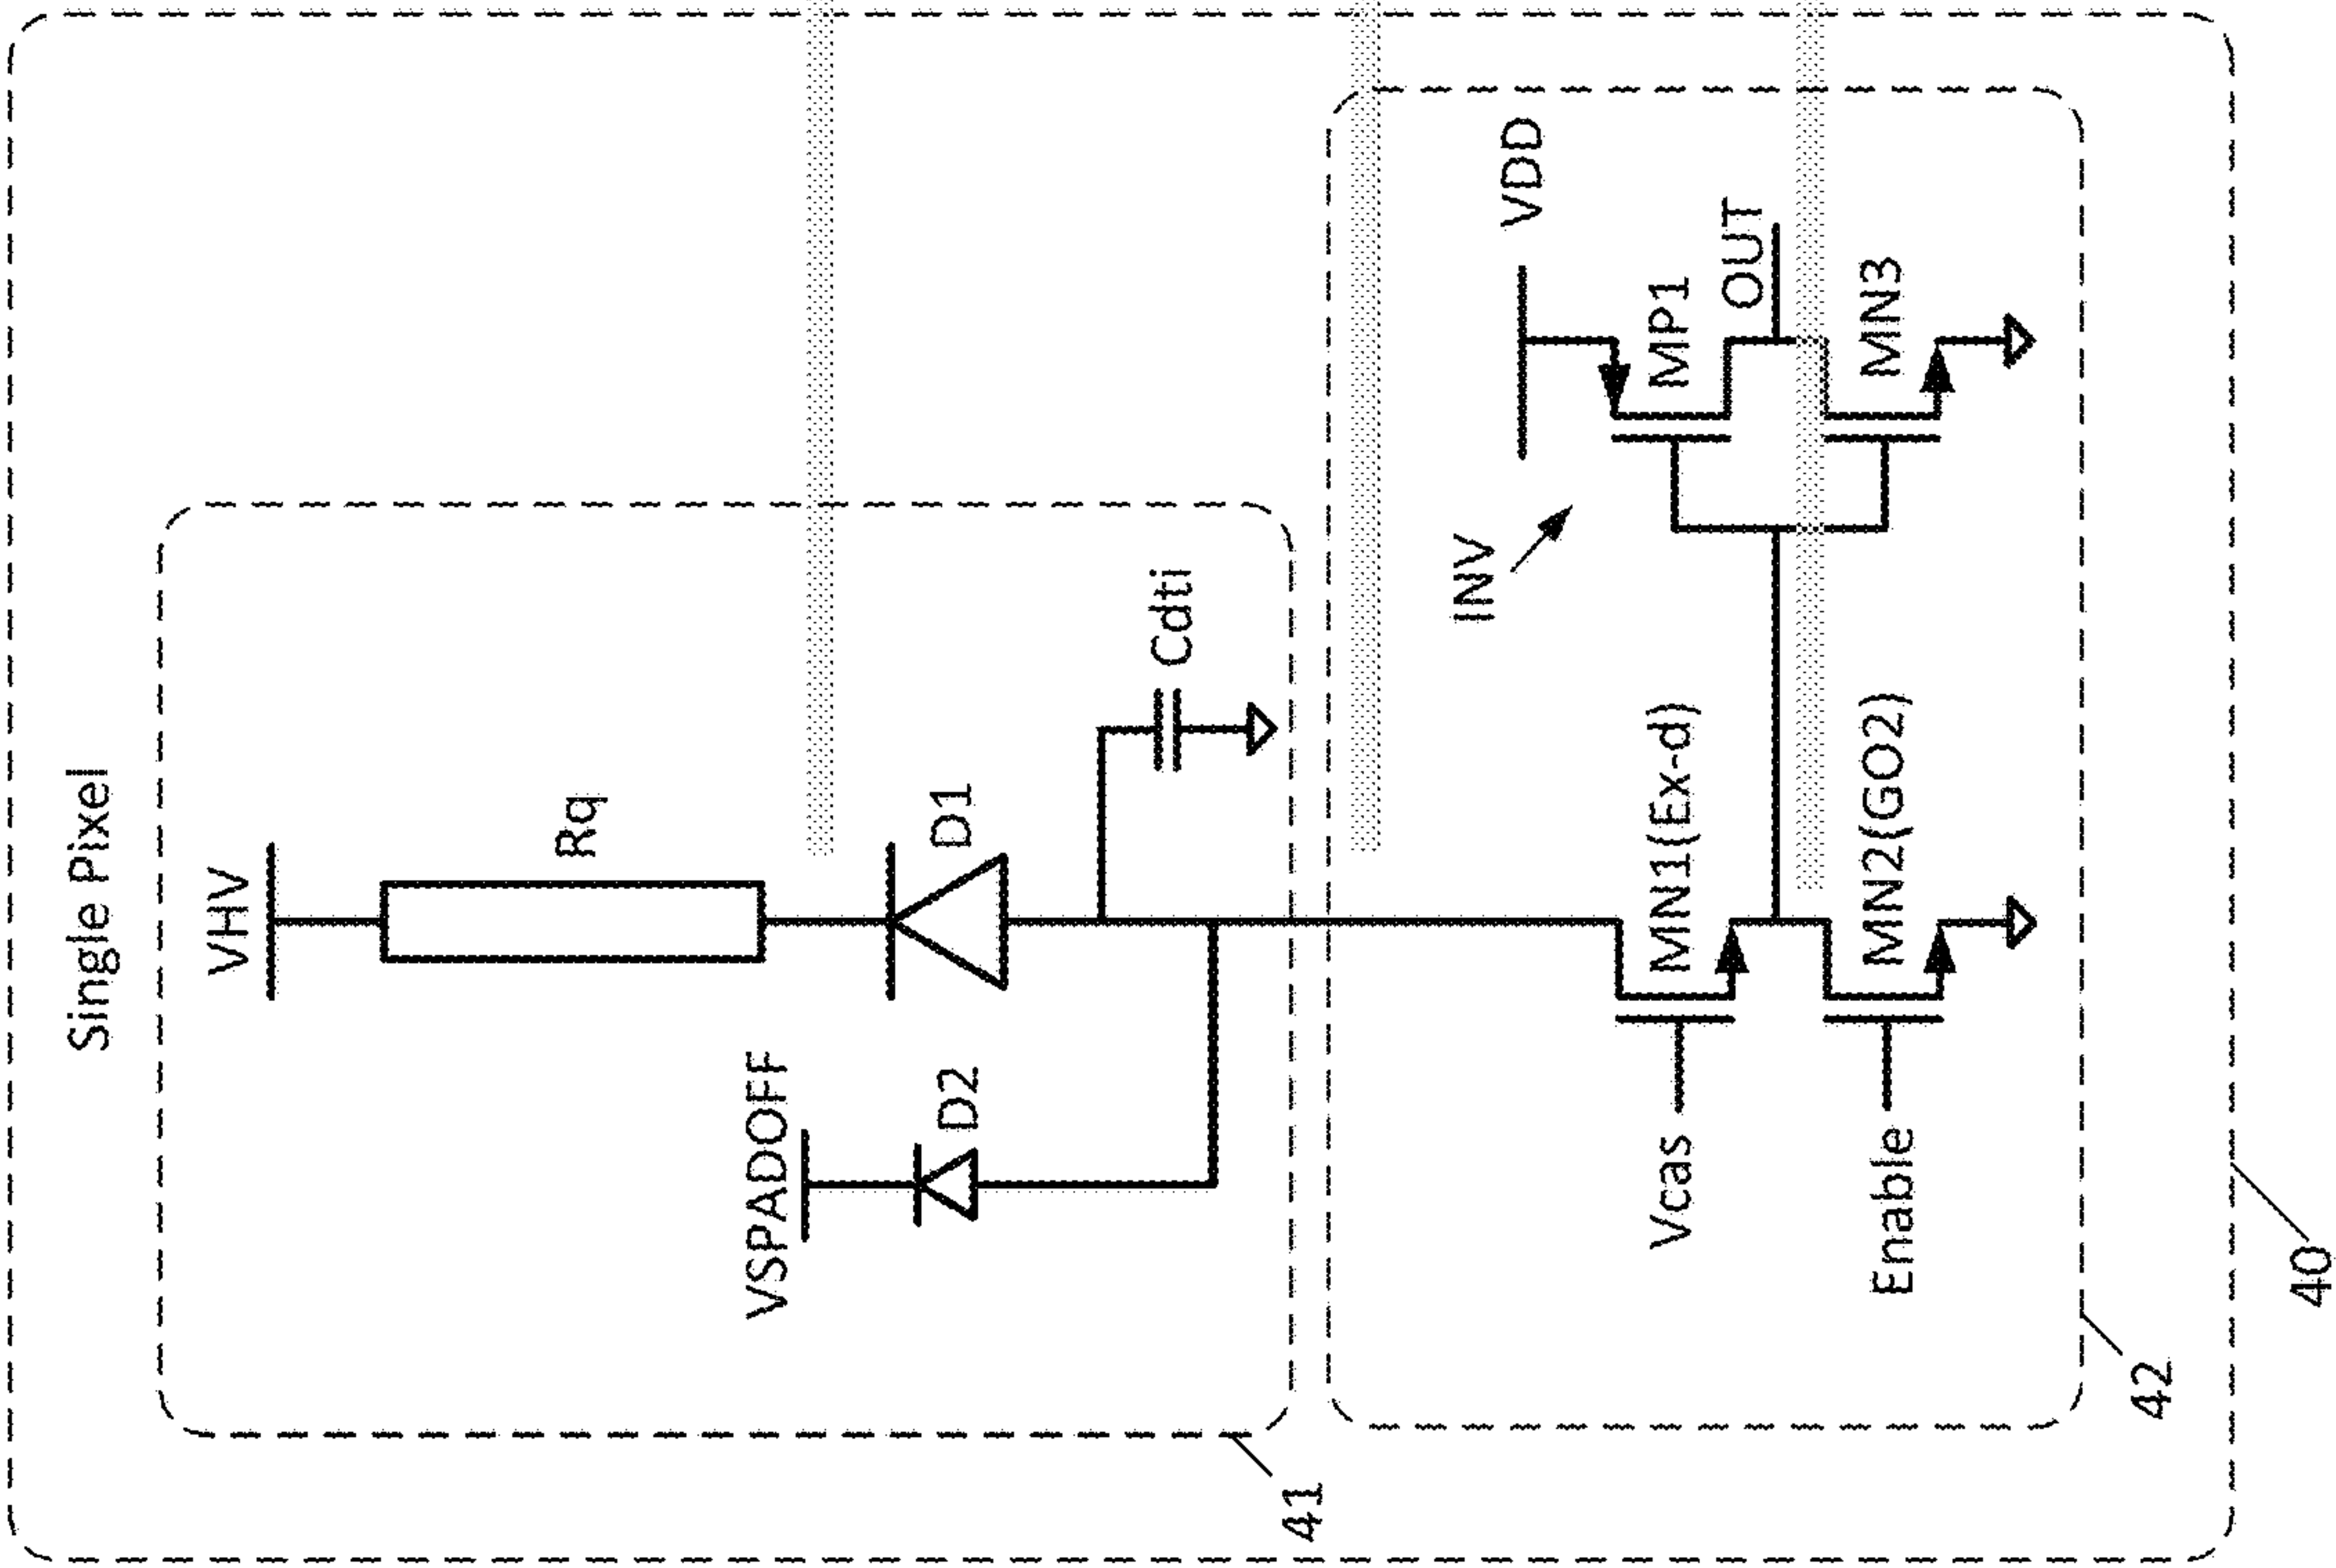 Single Pixel
VHV
Rq
VSPADOFF
D2
D1
Cdti
41
INV
VDD
Vcas
MN1(Ex-d)
MP1
OUT
Enable
MN2(GO2)
MN3
42
40